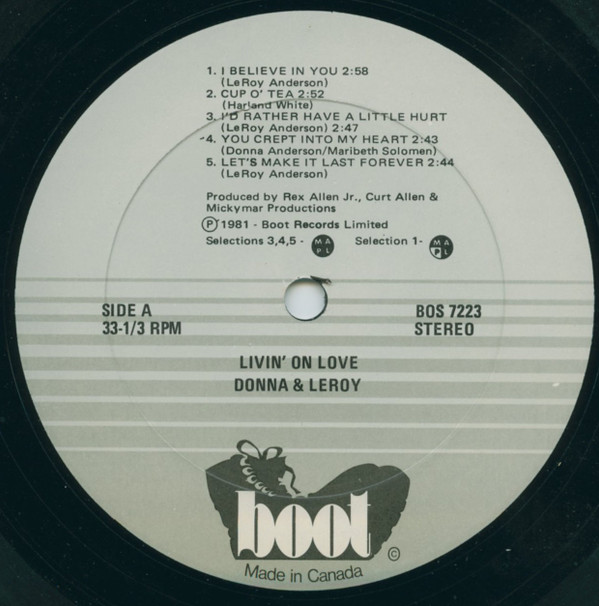 1. I BELIEVE IN YOU 2:58
(LeRoy Anderson)
2. CUP O' TEA 2:52
(Harland White)
3. I'D RATHER HAVE A LITTLE HURT
(LeRoy Anderson) 2:47
4. YOU CREPT INTO MY HEART 2:43
(Donna Anderson/Maribeth Solomen)
5. LET'S MAKE IT LAST FOREVER 2:44
(LeRoy Anderson)
Produced by Rex Allen Jr., Curt Allen &
Mickymar Productions
Ⓟ 1981 - Boot Records Limited
Selections 3,4,5 - MAPL Selection 1- MAPL
SIDE A BOS 7223
33-1/3 RPM STEREO
LIVIN' ON LOVE
DONNA & LEROY
boot ©
Made in Canada